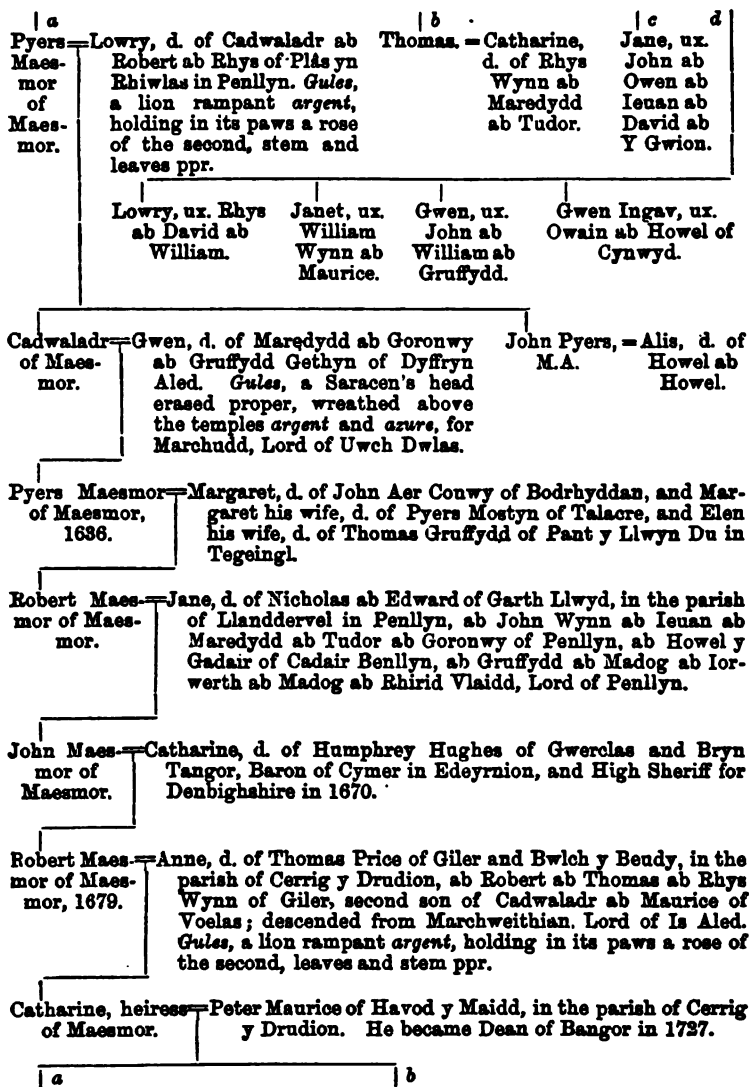 a b c d
Pyers=Lowry, d. of Cadwaladr ab
Maes- Robert ab Rhys of Plâs yn
mor Rhiwlas in Penllyn. Gules,
of a lion rampant argent,
Maes- holding in its paws a rose
mor. of the second, stem and
leaves ppr.
Thomas.=Catharine,
d. of Rhys
Wynn ab
Maredydd
ab Tudor.
Jane, ux.
John ab
Owen ab
Ieuan ab
David ab
Y Gwion.
Lowry, ux. Rhys
ab David ab
William.
Janet, ux.
William
Wynn ab
Maurice.
Gwen, ux.
John ab
William ab
Gruffydd.
Gwen Ingav, ux.
Owain ab Howel of
Cynwyd.
Cadwaladr=Gwen, d. of Maredydd ab Goronwy
of Maes- ab Gruffydd Gethyn of Dyffryn
mor. Aled. Gules, a Saracen's head
erased proper, wreathed above
the temples argent and azure, for
Marchudd, Lord of Uwch Dwlas.
John Pyers,=Alis, d. of
M.A. Howel ab
Howel.
Pyers Maesmor=Margaret, d. of John Aer Conwy of Bodrhyddan, and Mar-
of Maesmor, garet his wife, d. of Pyers Mostyn of Talacre, and Elen
1636. his wife, d. of Thomas Gruffydd of Pant y Llwyn Du in
Tegeingl.
Robert Maes-=Jane, d. of Nicholas ab Edward of Garth Llwyd, in the parish
mor of Maes- of Llanddervel in Penllyn, ab John Wynn ab Ieuan ab
mor. Maredydd ab Tudor ab Goronwy of Penllyn, ab Howel y
Gadair of Cadair Benllyn, ab Gruffydd ab Madog ab Ior-
werth ab Madog ab Rhirid Vlaidd, Lord of Penllyn.
John Maes-=Catharine, d. of Humphrey Hughes of Gwerclas and Bryn
mor of Tangor, Baron of Cymer in Edeyrnion, and High Sheriff for
Maesmor. Denbighshire in 1670.
Robert Maes-=Anne, d. of Thomas Price of Giler and Bwlch y Beudy, in the
mor of Maes- parish of Cerrig y Drudion, ab Robert ab Thomas ab Rhys
mor, 1679. Wynn of Giler, second son of Cadwaladr ab Maurice of
Voelas; descended from Marchweithian, Lord of Is Aled.
Gules, a lion rampant argent, holding in its paws a rose of
the second, leaves and stem ppr.
Catharine, heiress=Peter Maurice of Havod y Maidd, in the parish of Cerrig
of Maesmor. y Drudion. He became Dean of Bangor in 1727.
a b